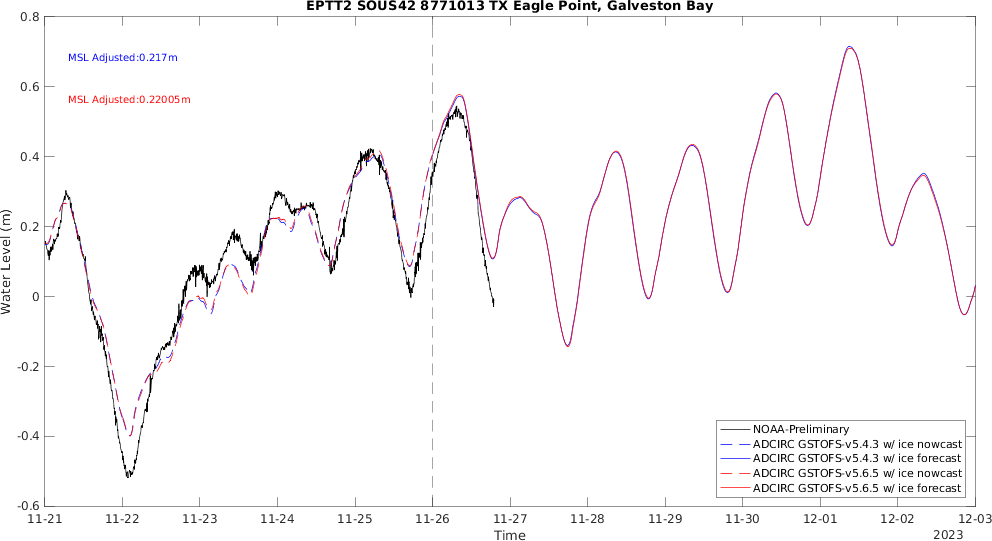 EPTT2 SOUS42 8771013 TX Eagle Point, Galveston Bay
0.8
0.6
0.4
0.2
0
-0.2
-0.4
-0.6
Water Level (m)
MSL Adjusted:0.217m
MSL Adjusted:0.22005m
NOAA-Preliminary
ADCIRC GSTOFS-v5.4.3 w/ ice nowcast
ADCIRC GSTOFS-v5.4.3 w/ ice forecast
ADCIRC GSTOFS-v5.6.5 w/ ice nowcast
ADCIRC GSTOFS-v5.6.5 w/ ice forecast
11-21 11-22 11-23 11-24 11-25 11-26 11-27 11-28 11-29 11-30 12-01 12-02 12-03
Time
2023